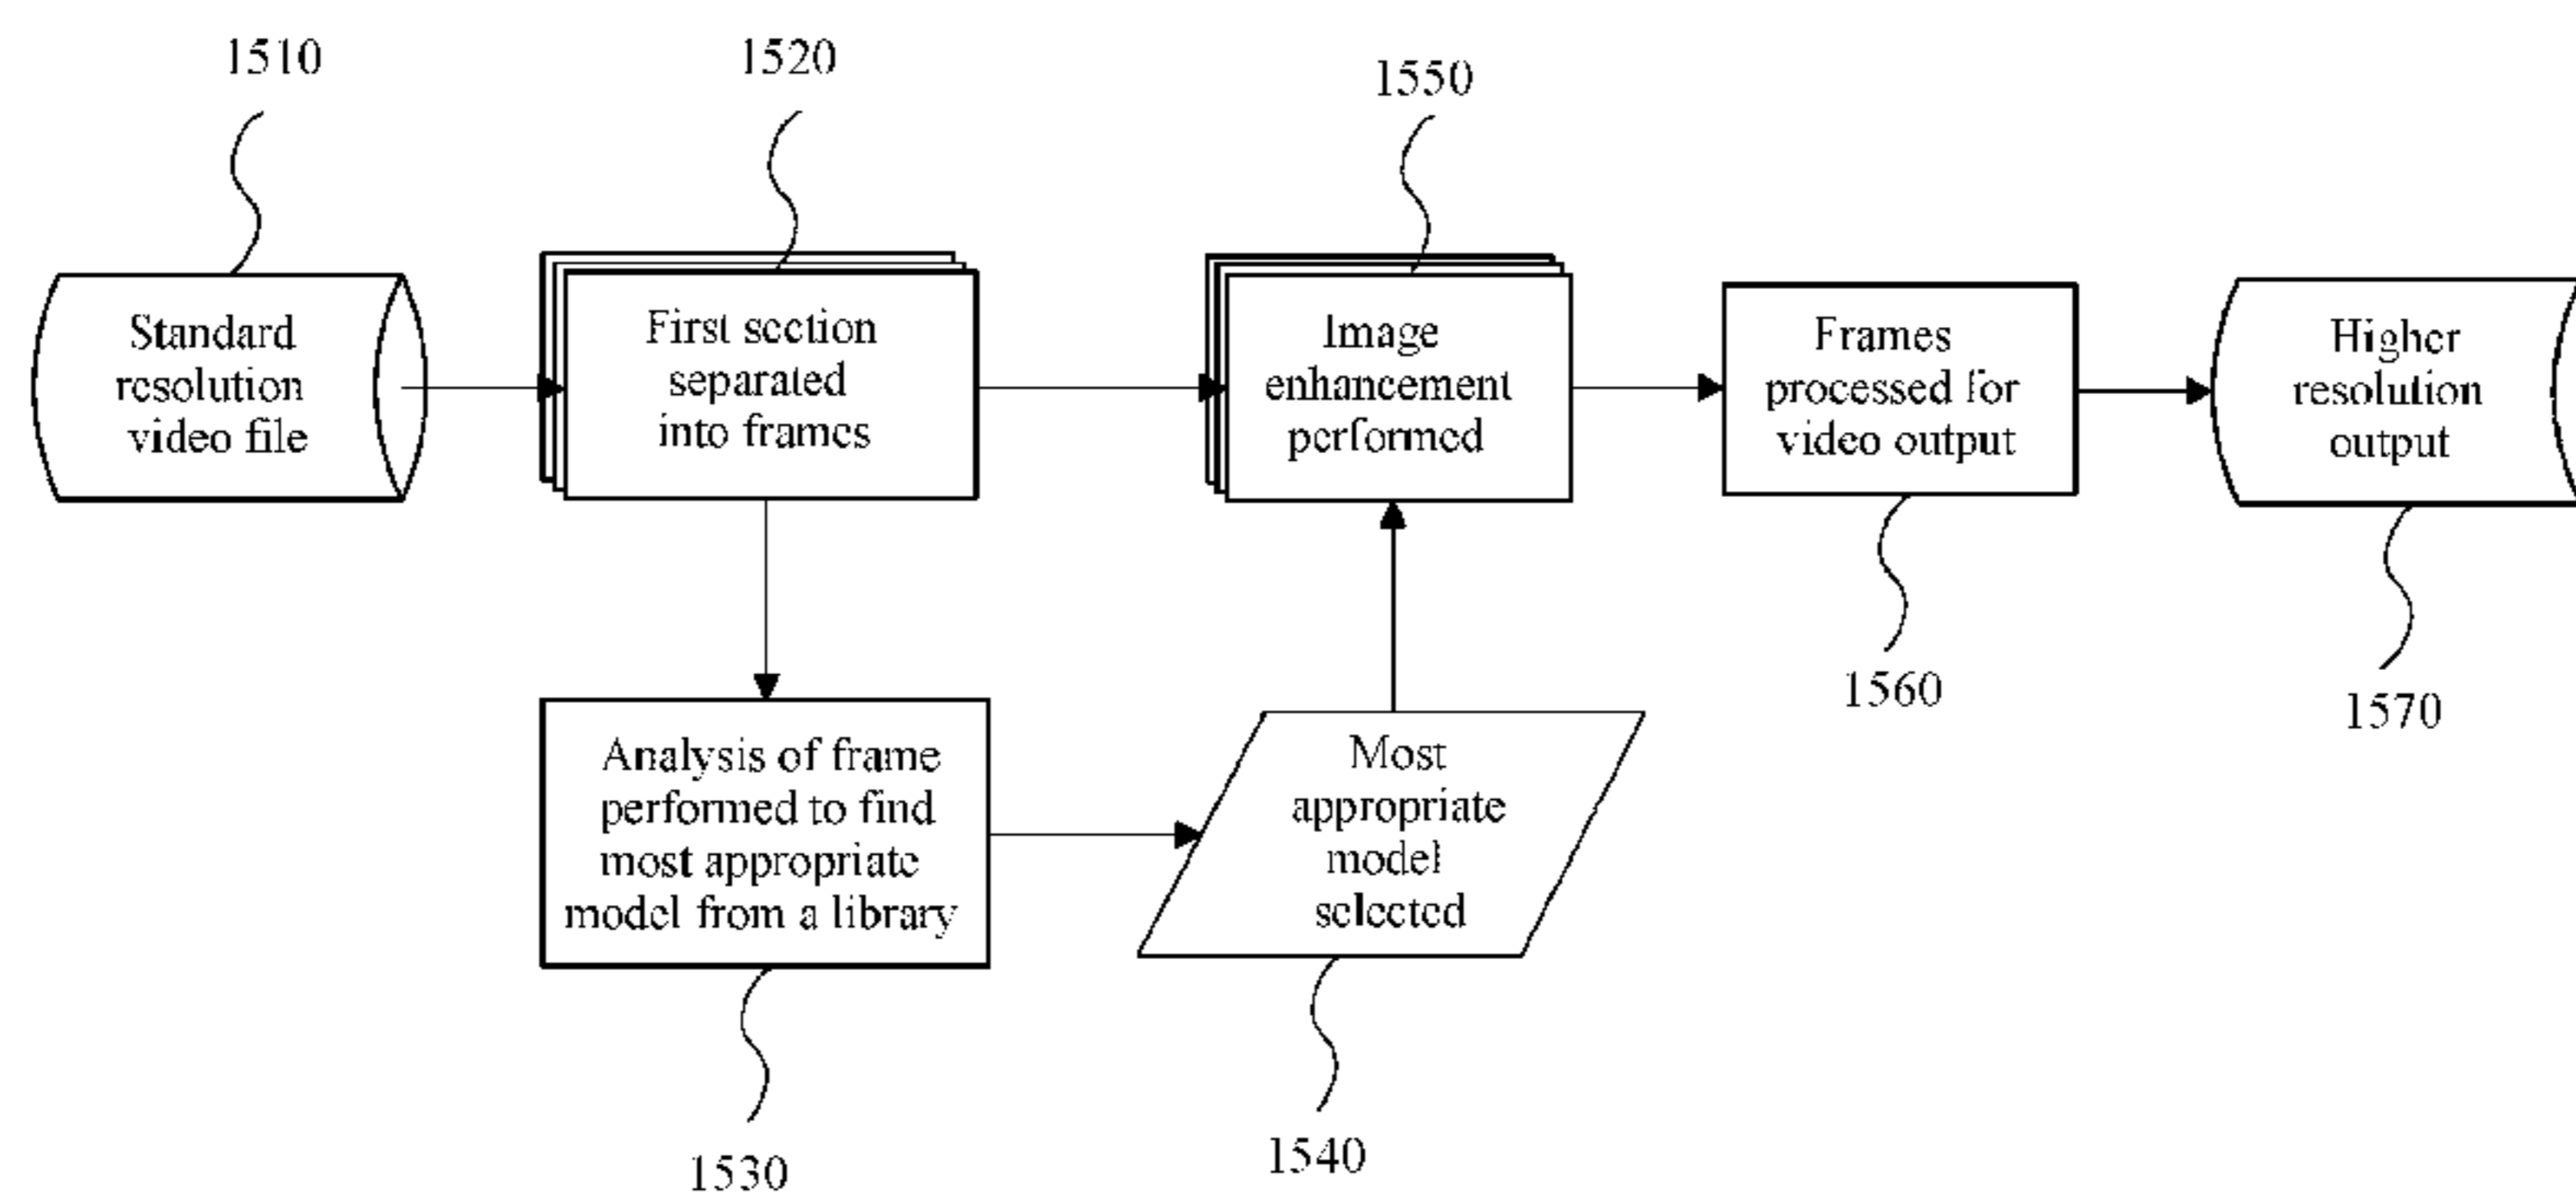 1510
1520
1550
Standard
resolution
video file
First section
separated
into frames
Image
enhancement
performed
Frames
processed for
video output
Higher
resolution
output
1560
1570
Analysis of frame
performed to find
most appropriate
model from a library
Most
appropriate
model
selected
1530
1540